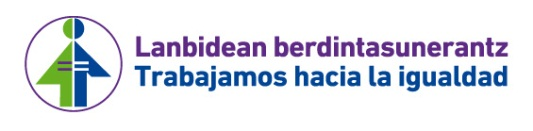 Lanbidean berdintasunerantz
Trabajamos hacia la igualdad